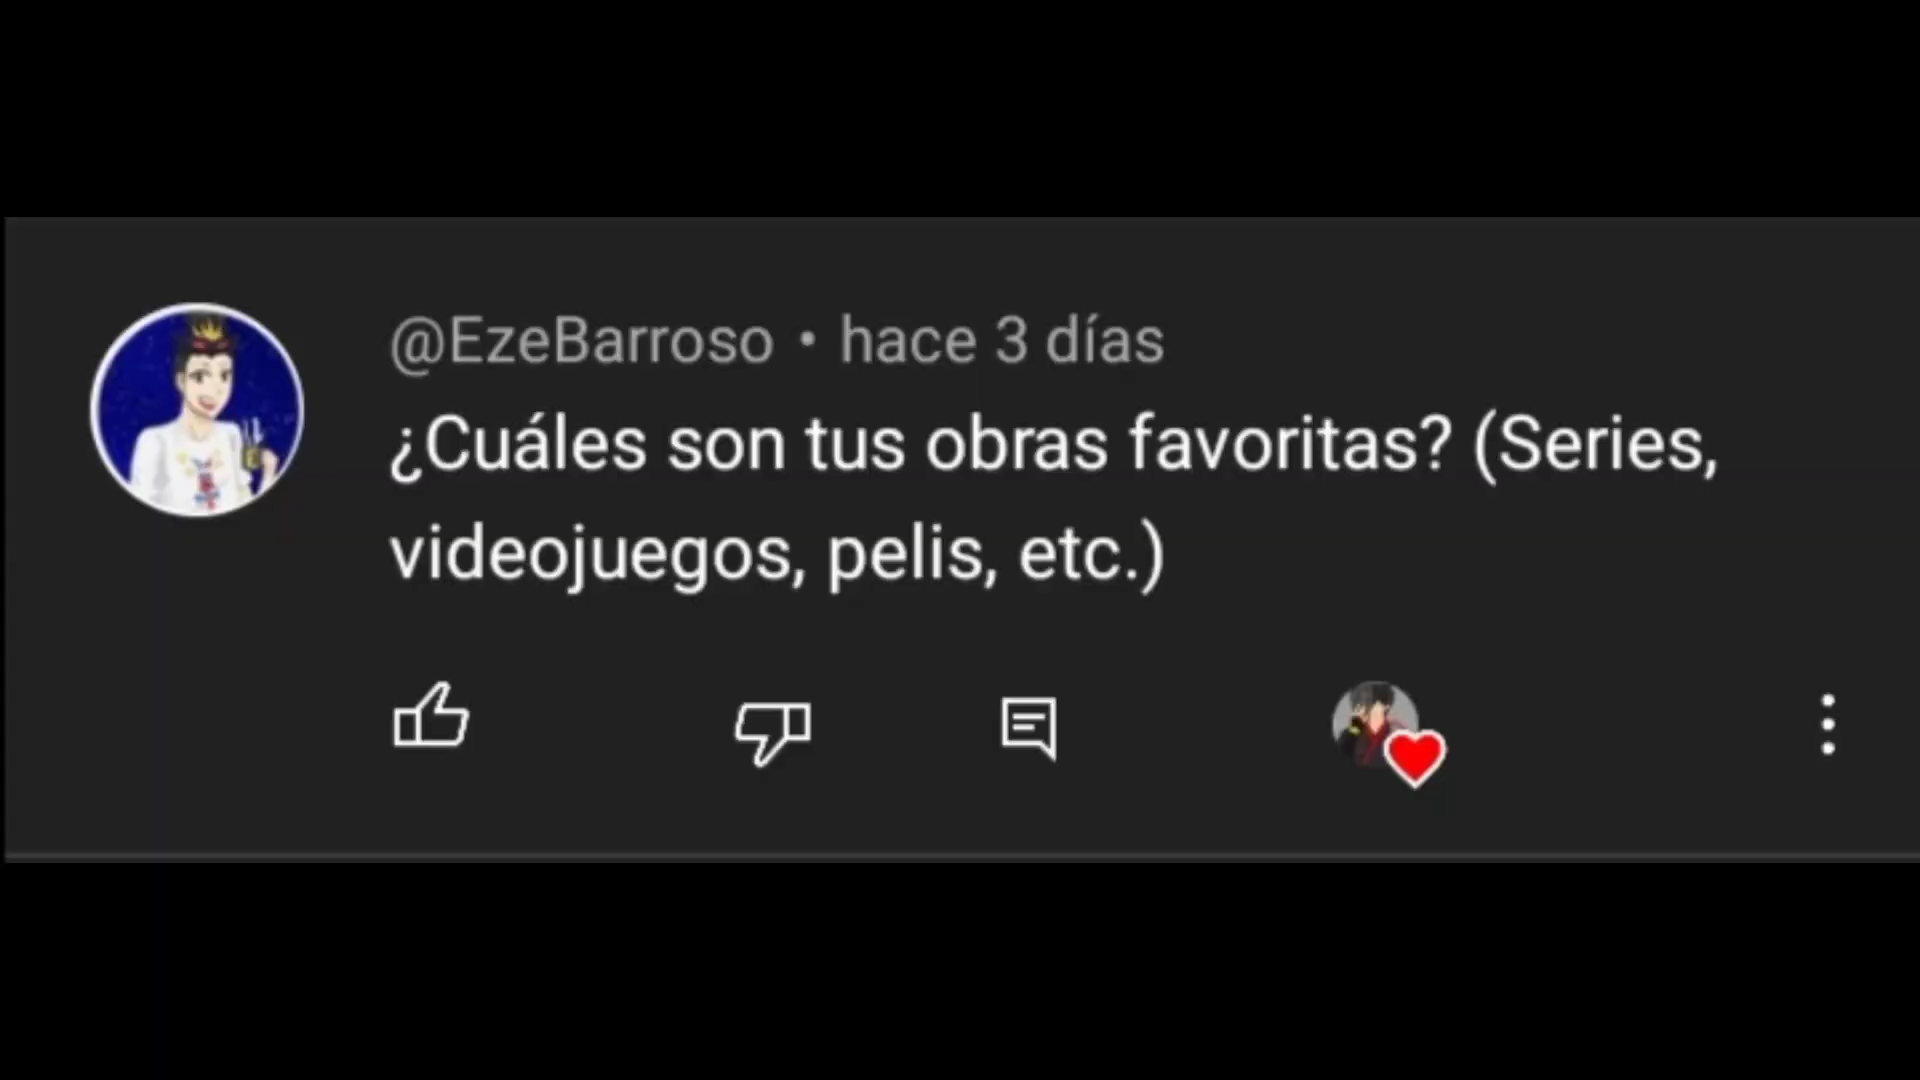 @EzeBarroso • hace 3 días
¿Cuáles son tus obras favoritas? (Series,
videojuegos, pelis, etc.)